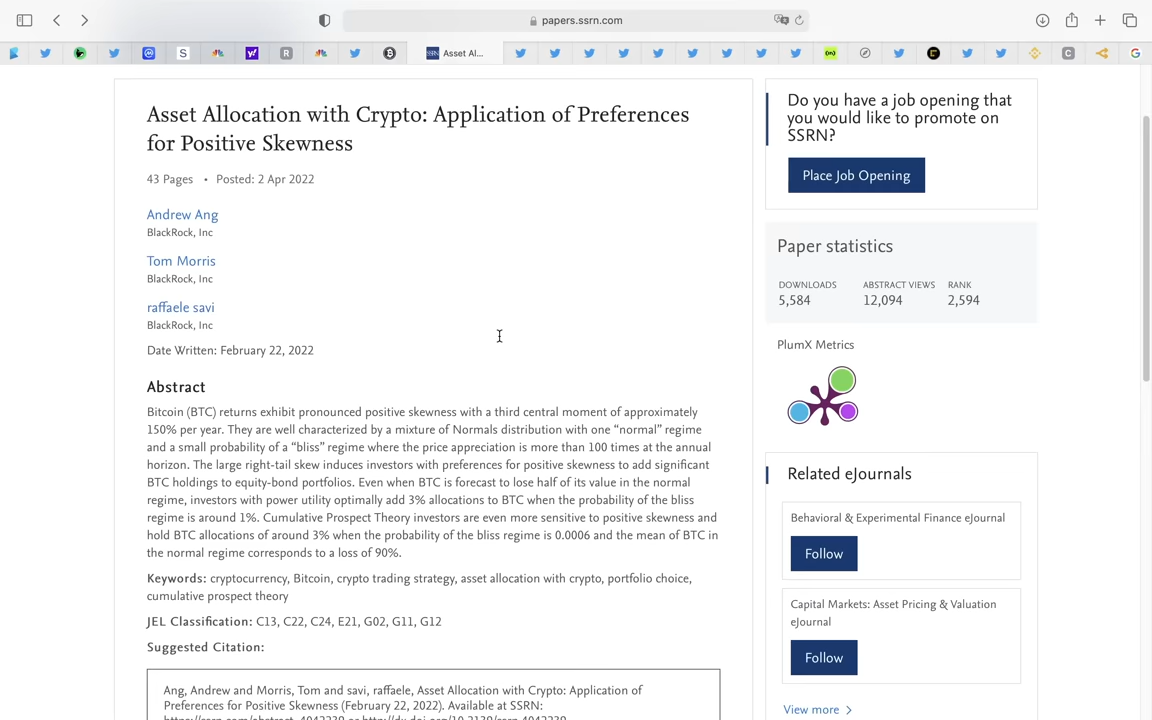 papers.ssrn.com
S
y!
R
SSRN
Asset Al...
C
G
Asset Allocation with Crypto: Application of Preferences
for Positive Skewness
43 Pages • Posted: 2 Apr 2022
Andrew Ang
BlackRock, Inc
Tom Morris
BlackRock, Inc
raffaele savi
BlackRock, Inc
Date Written: February 22, 2022
Abstract
Bitcoin (BTC) returns exhibit pronounced positive skewness with a third central moment of approximately
150% per year. They are well characterized by a mixture of Normals distribution with one “normal” regime
and a small probability of a “bliss” regime where the price appreciation is more than 100 times at the annual
horizon. The large right-tail skew induces investors with preferences for positive skewness to add significant
BTC holdings to equity-bond portfolios. Even when BTC is forecast to lose half of its value in the normal
regime, investors with power utility optimally add 3% allocations to BTC when the probability of the bliss
regime is around 1%. Cumulative Prospect Theory investors are even more sensitive to positive skewness and
hold BTC allocations of around 3% when the probability of the bliss regime is 0.0006 and the mean of BTC in
the normal regime corresponds to a loss of 90%.
Keywords: cryptocurrency, Bitcoin, crypto trading strategy, asset allocation with crypto, portfolio choice,
cumulative prospect theory
JEL Classification: C13, C22, C24, E21, G02, G11, G12
Suggested Citation:
Ang, Andrew and Morris, Tom and savi, raffaele, Asset Allocation with Crypto: Application of
Preferences for Positive Skewness (February 22, 2022). Available at SSRN:
Do you have a job opening that
you would like to promote on
SSRN?
Place Job Opening
Paper statistics
DOWNLOADS
5,584
ABSTRACT VIEWS
12,094
RANK
2,594
PlumX Metrics
Related eJournals
Behavioral & Experimental Finance eJournal
Follow
Capital Markets: Asset Pricing & Valuation
eJournal
Follow
View more